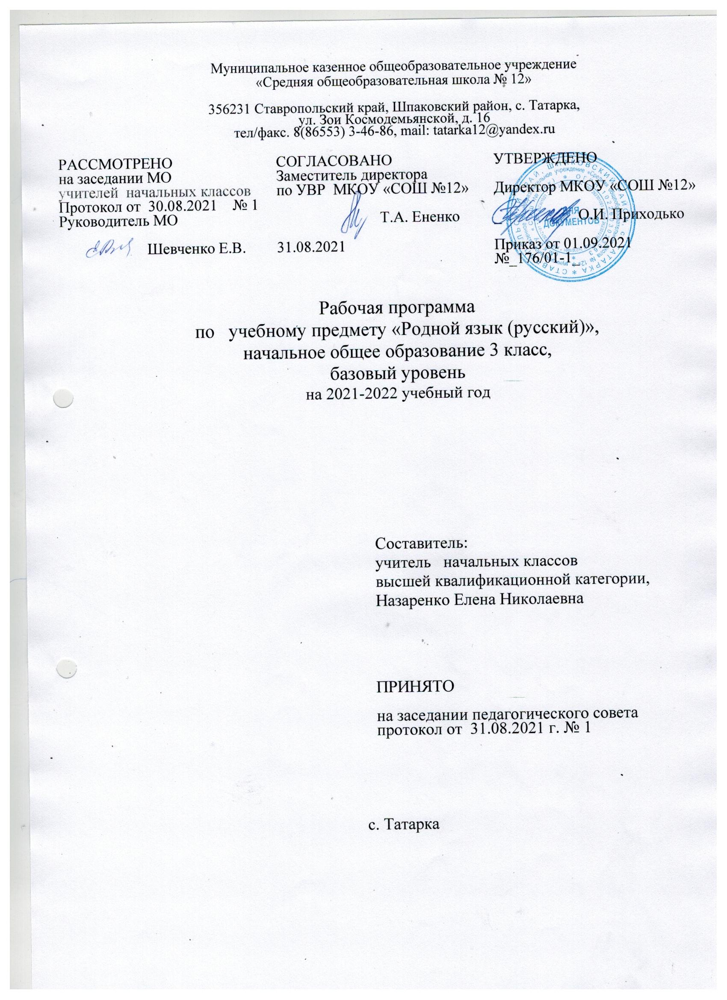 Муниципальное казенное общеобразовательное учреждение
«Средняя общеобразовательная школа № 12»
356231 Ставропольский край, Шпаковский район, с. Татарка,
ул. Зои Космодемьянской, д. 16
тел/факс. 8(86553) 3-46-86, mail: tatarka12@yandex.ru
РАССМОТРЕНО
на заседании МО
учителей начальных классов
Протокол от 30.08.2021 № 1
Руководитель МО
Шевченко Е.В.
СОГЛАСОВАНО
Заместитель директора
по УВР МКОУ «СОШ №12»
Т.А. Ененко
31.08.2021
УТВЕРЖДЕНО
Директор МКОУ «СОШ №12»
О.И. Приходько
ДОКУМЕНТОВ
Приказ от 01.09.2021
№_176/01-1_
Рабочая программа
по учебному предмету «Родной язык (русский)»,
начальное общее образование 3 класс,
базовый уровень
на 2021-2022 учебный год
Составитель:
учитель начальных классов
высшей квалификационной категории,
Назаренко Елена Николаевна
ПРИНЯТО
на заседании педагогического совета
протокол от 31.08.2021 г. № 1
с. Татарка